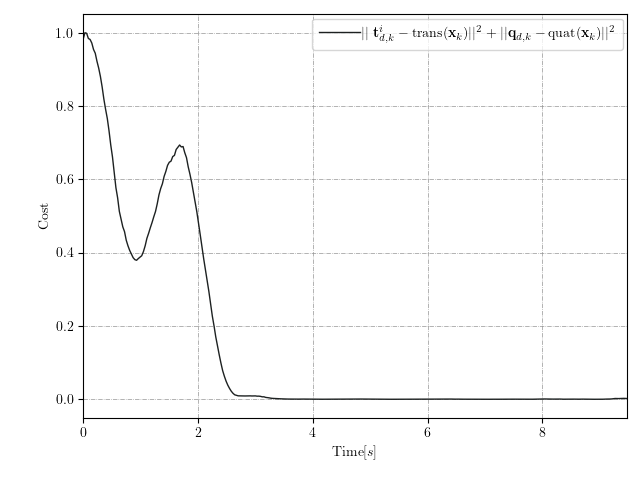 || t^i_{d,k} − trans(x_k)||² + ||q_{d,k} − quat(x_k)||²
1.0
0.8
0.6
0.4
0.2
0.0
Cost
0 2 4 6 8
Time[s]